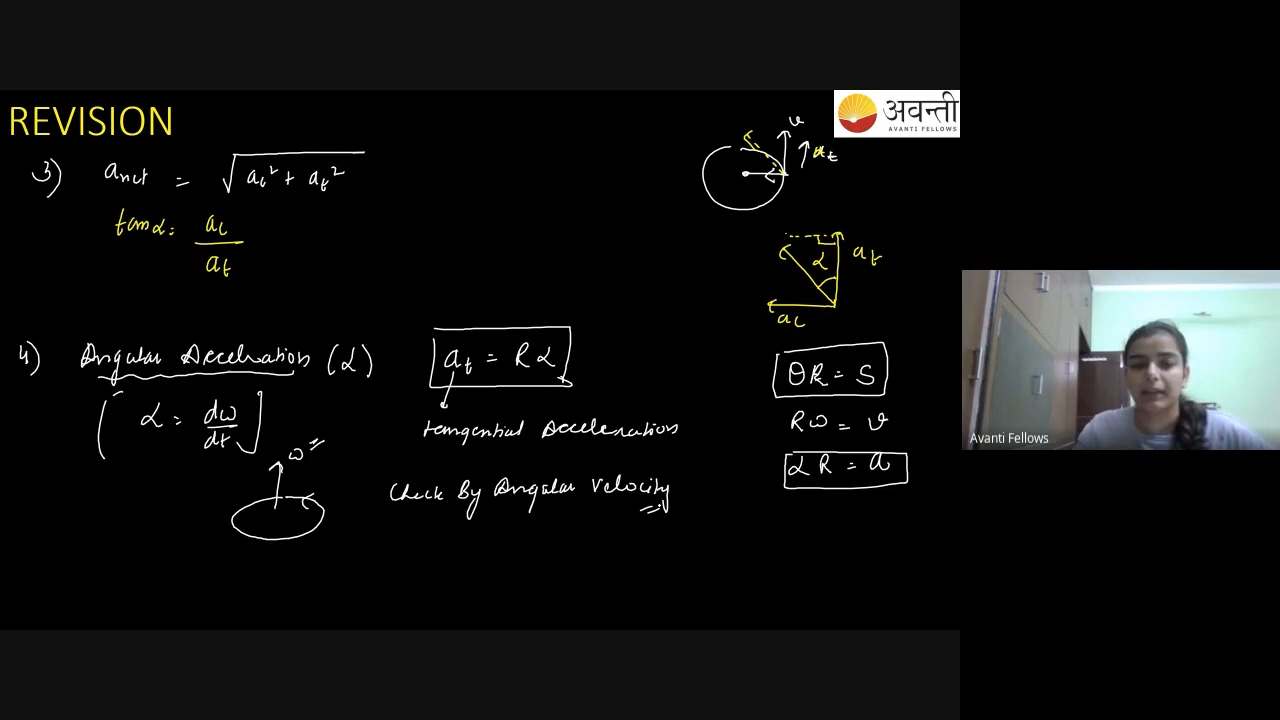 REVISION
अवन्ती
AVANTI FELLOWS
3) anet = √at² + at²
tanα = ac / at
v
at
α
at
ac
4) Angular Acceleration (α)
at = Rα
α = dω/dt
tangential Acceleration
ω
Check By Angular Velocity
θR = S
Rω = v
αR = a
Avanti Fellows